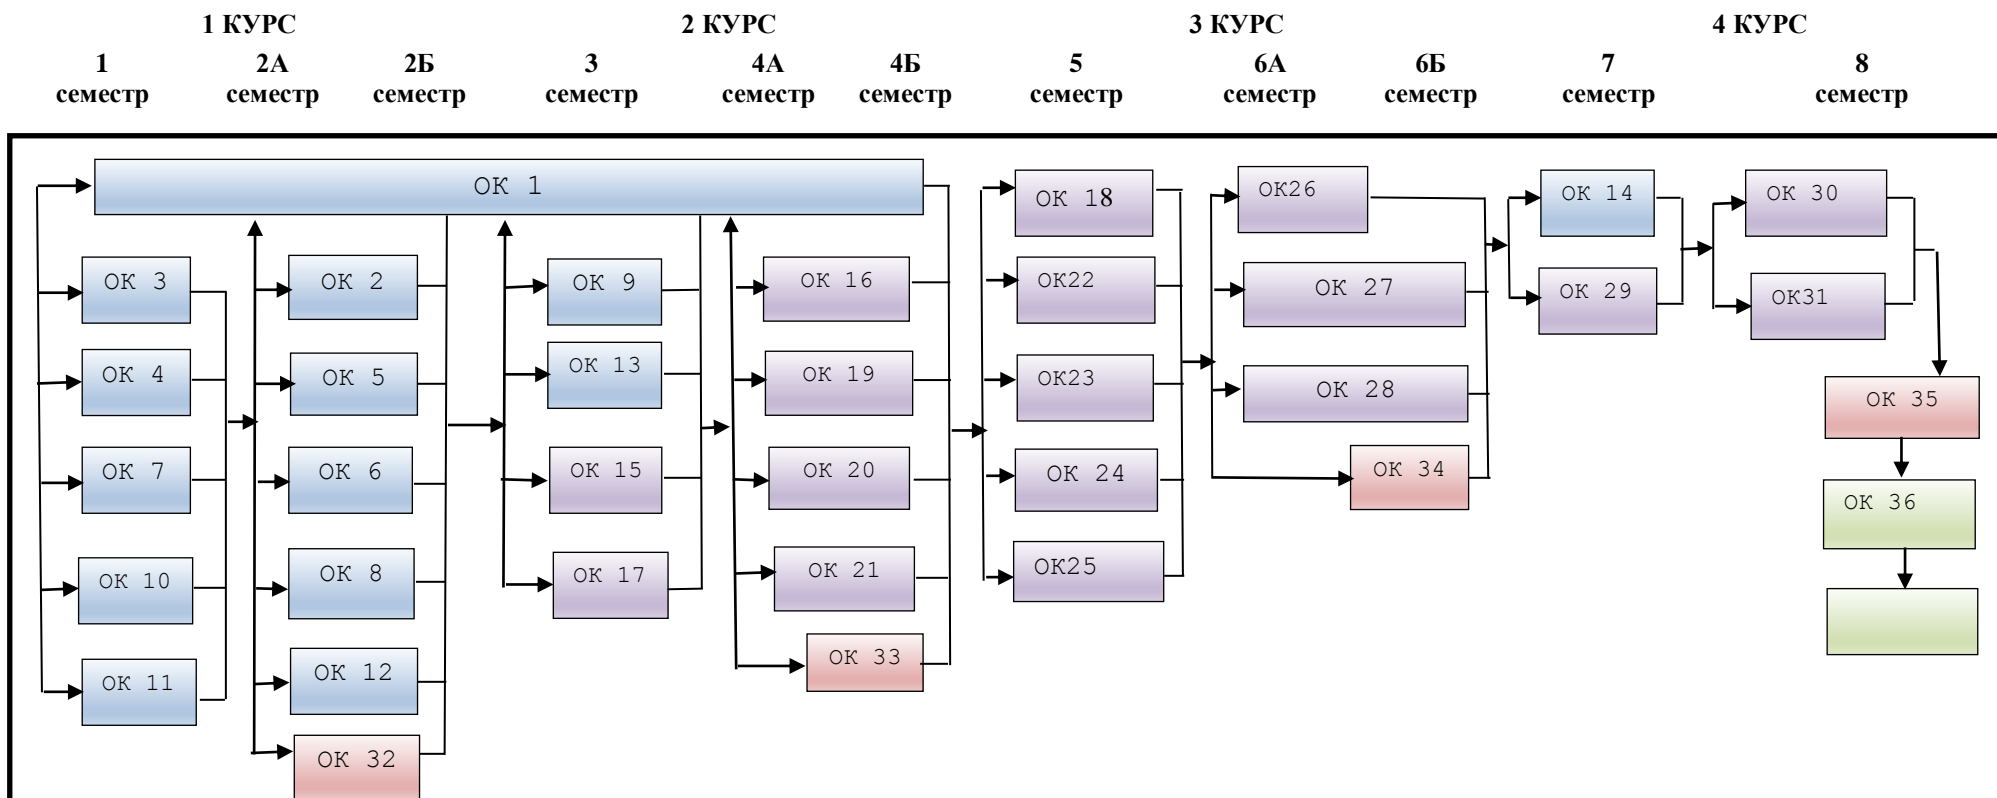 1 КУРС 2 КУРС 3 КУРС 4 КУРС
1 2А 2Б 3 4А 4Б 5 6А 6Б 7 8
семестр семестр семестр семестр семестр семестр семестр семестр семестр семестр семестр
ОК 1
ОК 3
ОК 4
ОК 7
ОК 10
ОК 11
ОК 2
ОК 5
ОК 6
ОК 8
ОК 12
ОК 32
ОК 9
ОК 13
ОК 15
ОК 17
ОК 16
ОК 19
ОК 20
ОК 21
ОК 33
ОК 18
ОК22
ОК23
ОК 24
ОК25
ОК26
ОК 27
ОК 28
ОК 34
ОК 14
ОК 29
ОК 30
ОК31
ОК 35
ОК 36